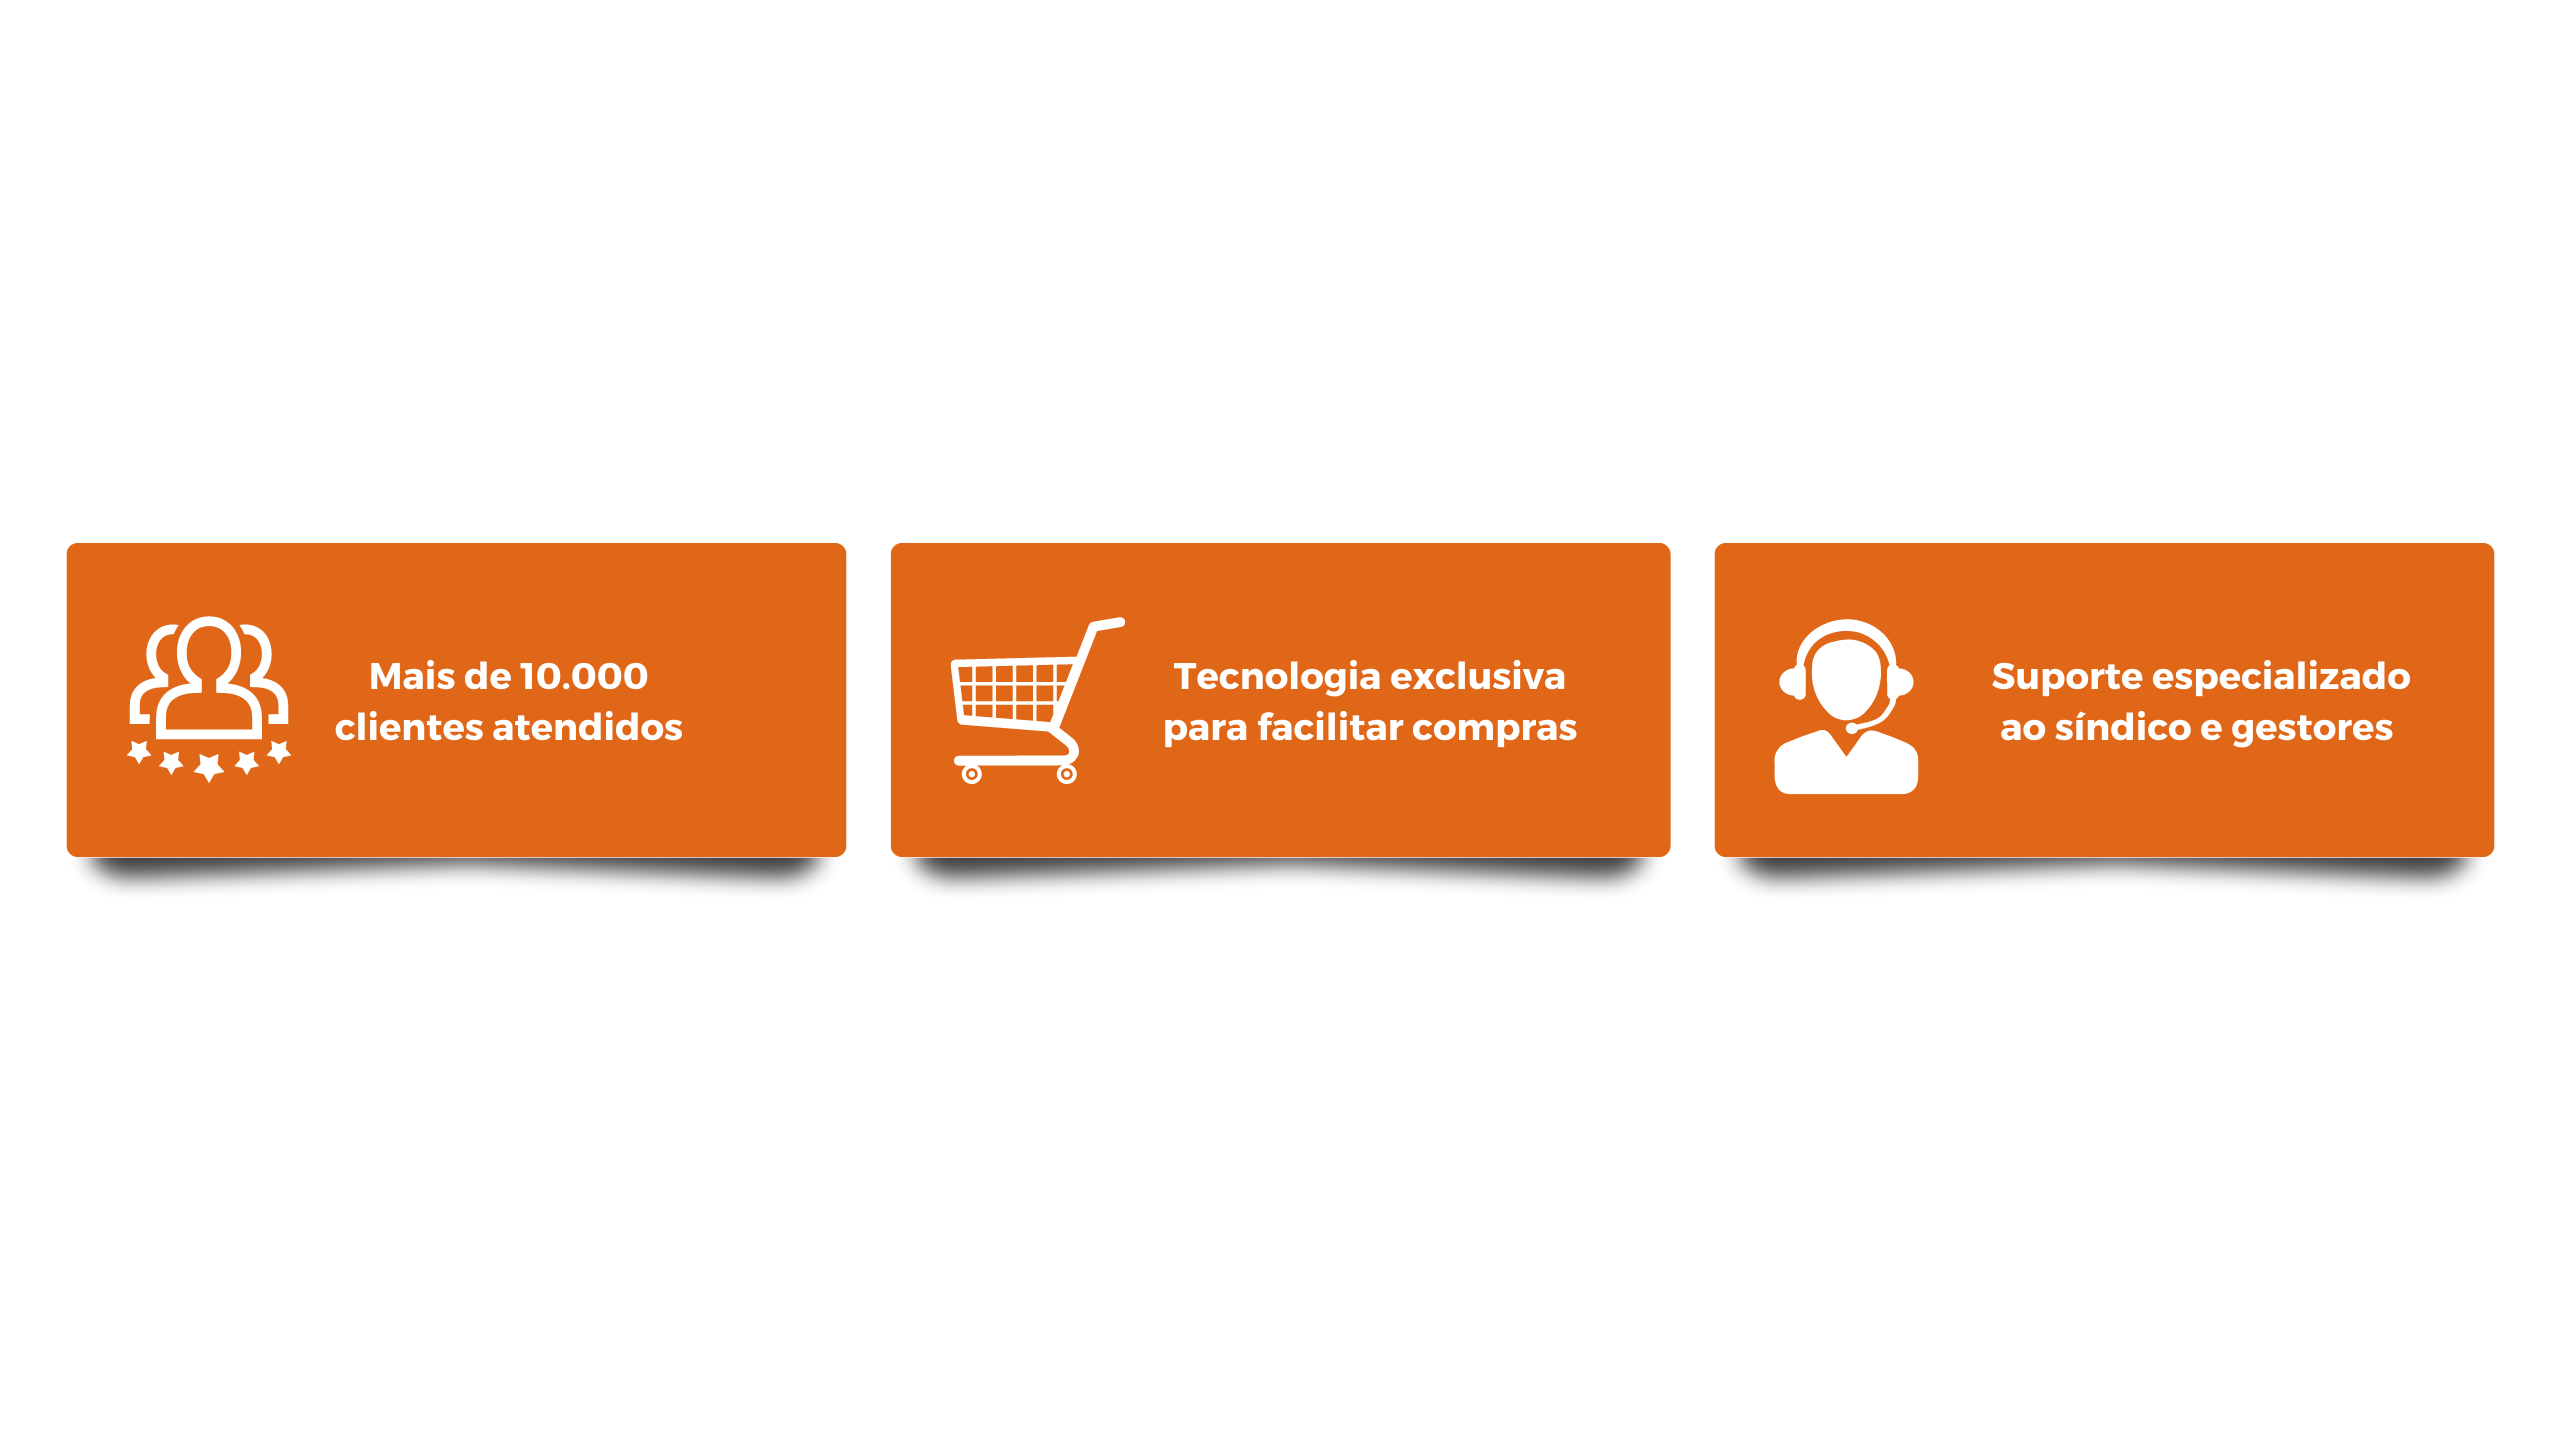 Mais de 10.000
clientes atendidos
Tecnologia exclusiva
para facilitar compras
Suporte especializado
ao síndico e gestores